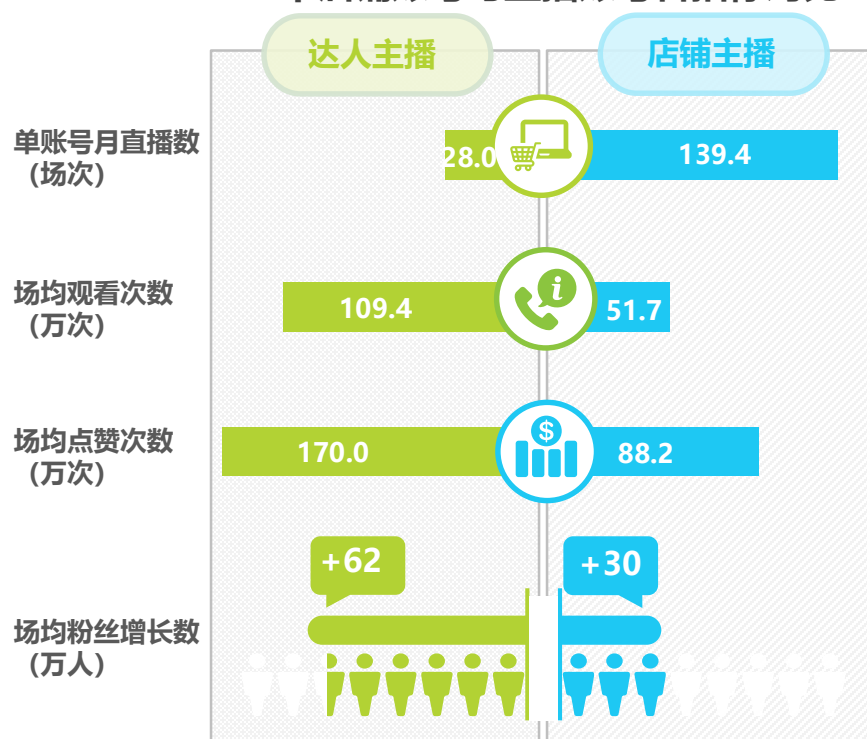 达人主播 店铺主播
单账号月直播数
（场次）
28.0 139.4
场均观看次数
（万次）
109.4 51.7
i
场均点赞次数
（万次）
170.0 88.2
$
+62 +30
场均粉丝增长数
（万人）